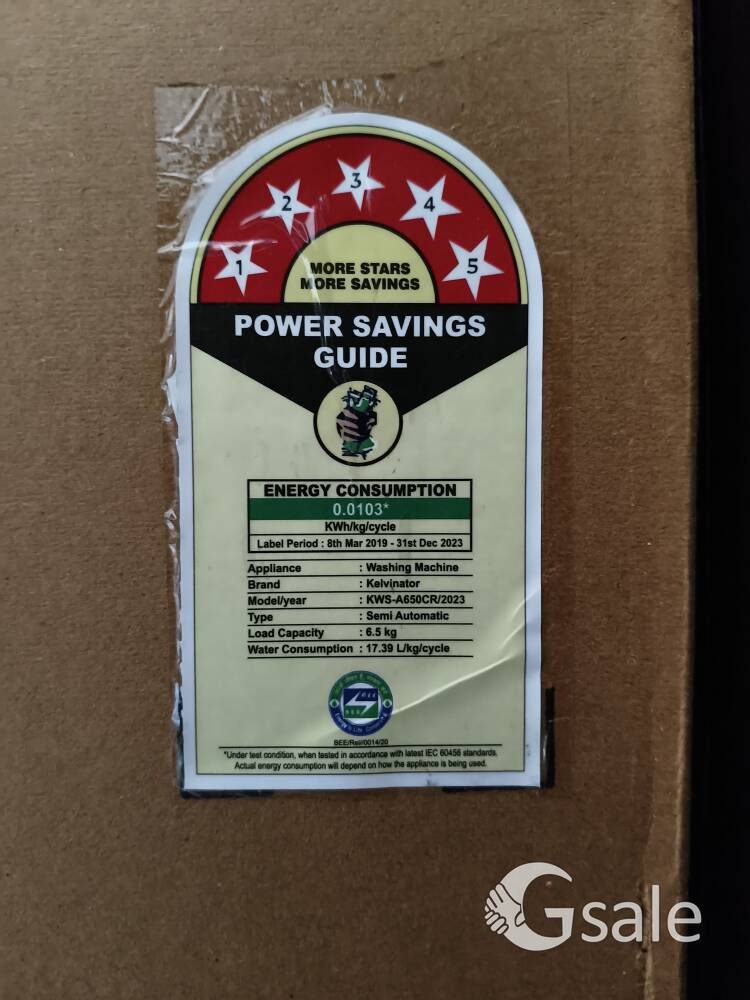 1
2
3
4
5
MORE STARS
MORE SAVINGS
POWER SAVINGS
GUIDE
ENERGY CONSUMPTION
0.0103*
KWh/kg/cycle
Label Period : 8th Mar 2019 - 31st Dec 2023
Appliance : Washing Machine
Brand : Kelvinator
Model/year : KWS-A650CR/2023
Type : Semi Automatic
Load Capacity : 6.5 kg
Water Consumption : 17.39 L/kg/cycle
*Under test condition, when tested in accordance with latest IEC 60456 standards.
Actual energy consumption will depend on how the appliance is being used.
Gsale